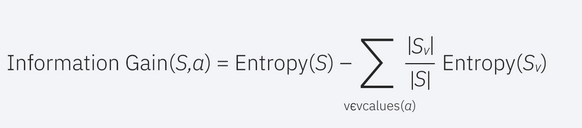 Information Gain(S,a) = Entropy(S) – ∑ |Sᵥ| / |S| Entropy(Sᵥ)
vϵvcalues(a)